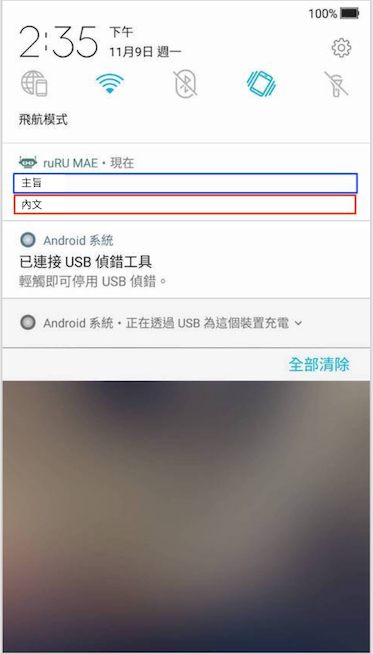 100%
2:35 下午
11月9日 週一
飛航模式
ruRU MAE • 現在
主旨
內文
Android 系統
已連接 USB 偵錯工具
輕觸即可停用 USB 偵錯。
Android 系統 • 正在透過 USB 為這個裝置充電
全部清除